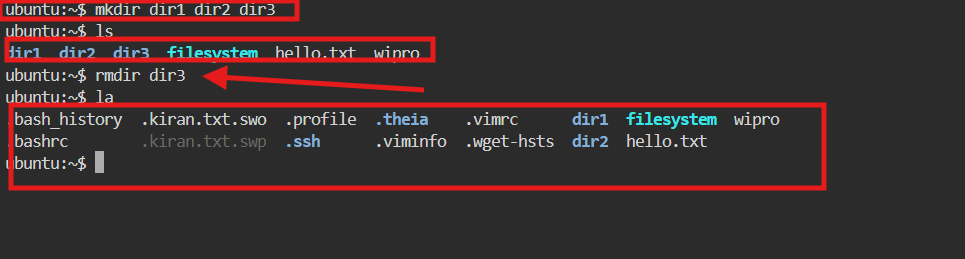 ubuntu:~$ mkdir dir1 dir2 dir3
ubuntu:~$ ls
dir1  dir2  dir3  filesystem  hello.txt  wipro
ubuntu:~$ rmdir dir3
ubuntu:~$ la
.bash_history  .kiran.txt.swo  .profile  .theia  .vimrc  dir1  filesystem  wipro
.bashrc  .kiran.txt.swp  .ssh  .viminfo  .wget-hsts  dir2  hello.txt
ubuntu:~$